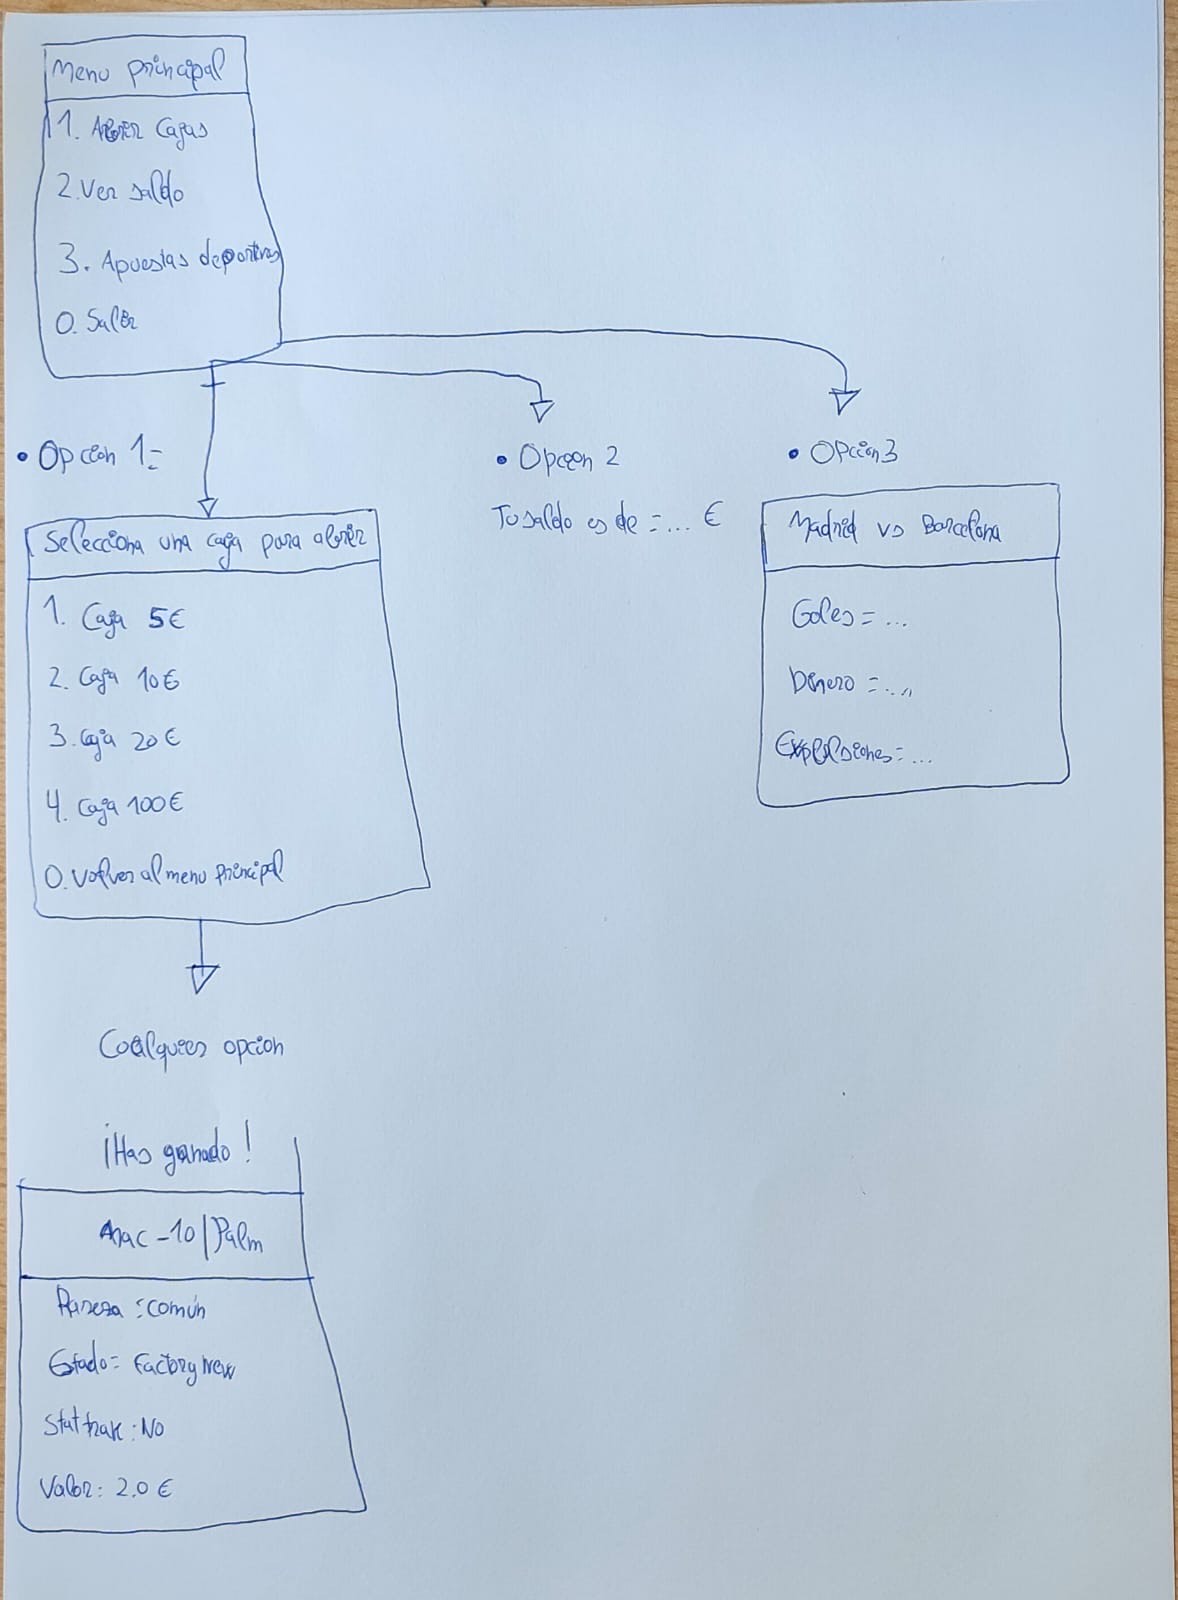 Menu principal
1. Abrir Cajas
2. Ver saldo
3. Apuestas deportivas
0. Salir
• Opcion 1=
Selecciona una caja para abrir
1. Caja 5€
2. Caja 10€
3. Caja 20€
4. Caja 100€
0. Volver al menu principal
Coalquier opcion
¡Has ganado!
Mac-10|Palm
Rareza: común
Estado= Factory New
Stattrak: No
Valor: 2.0 €
• Opcion 2
Tu saldo es de =... €
• Opcion 3
Madrid vs Barcelona
Goles=...
Dinero=...
Expulsiones=...